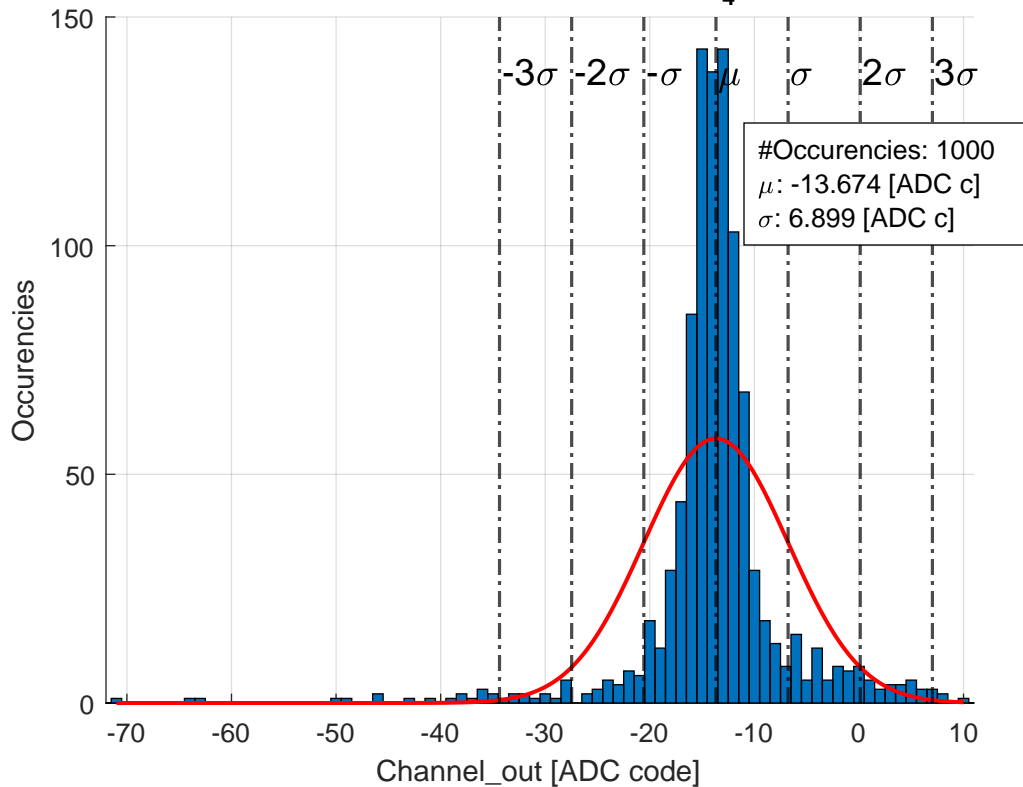 4
150
-3σ -2σ -σ μ σ 2σ 3σ
#Occurencies: 1000
μ: -13.674 [ADC c]
σ: 6.899 [ADC c]
100
Occurencies
50
0
-70 -60 -50 -40 -30 -20 -10 0 10
Channel_out [ADC code]